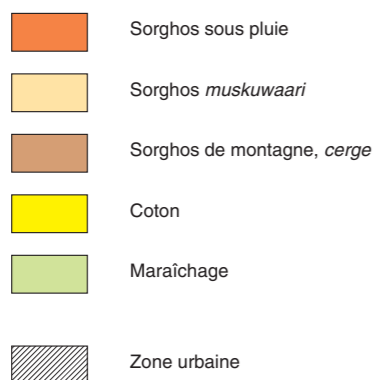 Sorghos sous pluie
Sorghos muskuwaari
Sorghos de montagne, cerge
Coton
Maraîchage
Zone urbaine